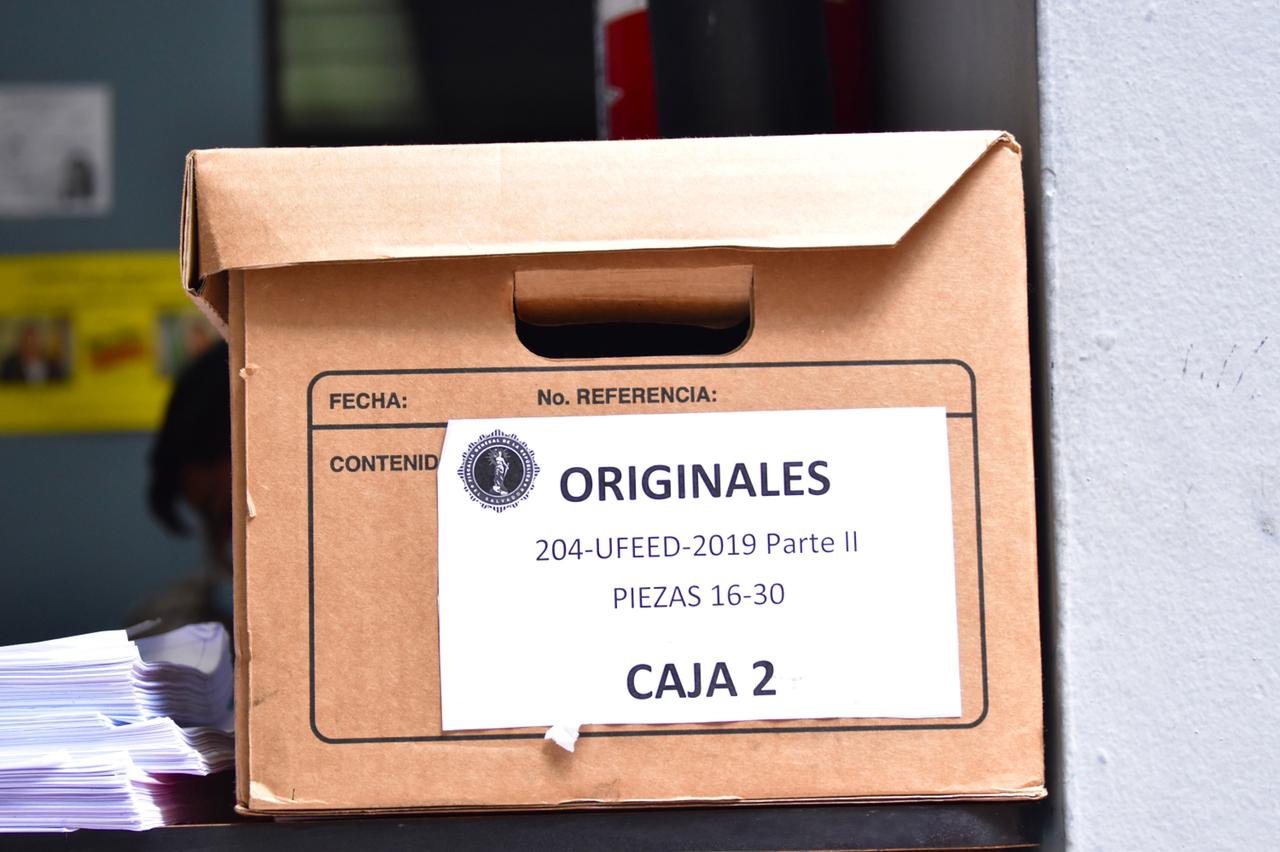 FECHA: No. REFERENCIA:
CONTENID
ORIGINALES
204-UFEED-2019 Parte II
PIEZAS 16-30
CAJA 2